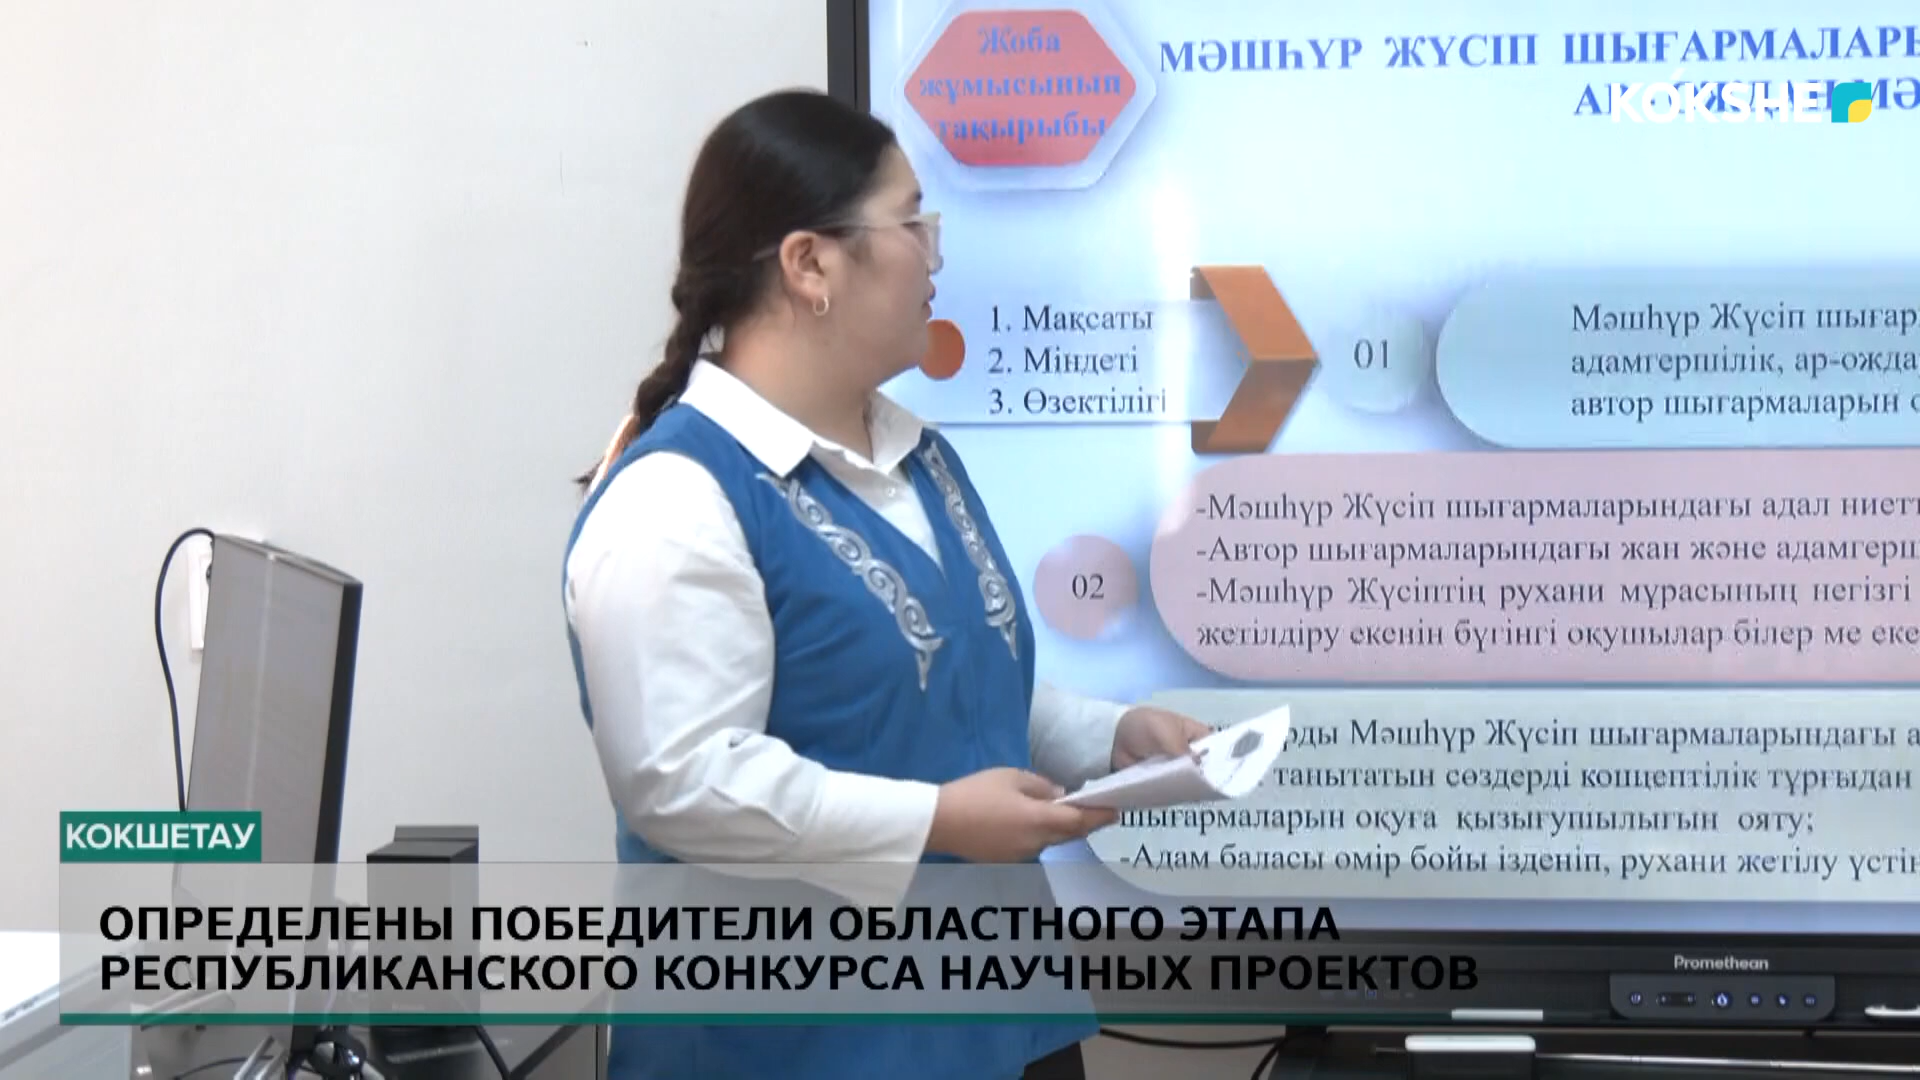 Жоба
жұмысының
тақырыбы
МӘШҺҮР ЖҮСІП ШЫҒАРМАЛАРЫ
KÓKSHE
1. Мақсаты
2. Міндеті
3. Өзектілігі
01
Мәшһүр Жүсіп шығар
адамгершілік, ар-ожда
автор шығармаларын
02
-Мәшһүр Жүсіп шығармаларындағы адал ниетт
-Автор шығармаларындағы жан және адамгерш
-Мәшһүр Жүсіптің рухани мұрасының негізгі
жетілдіру екенін бүгінгі оқушылар білер ме еке
рды Мәшһүр Жүсіп шығармаларындағы а
танытатын сөздерді концептілік тұрғыдан
шығармаларын оқуға қызығушылығын ояту;
-Адам баласы өмір бойы ізденіп, рухани жетілу үстін
Promethean
КОКШЕТАУ
ОПРЕДЕЛЕНЫ ПОБЕДИТЕЛИ ОБЛАСТНОГО ЭТАПА
РЕСПУБЛИКАНСКОГО КОНКУРСА НАУЧНЫХ ПРОЕКТОВ